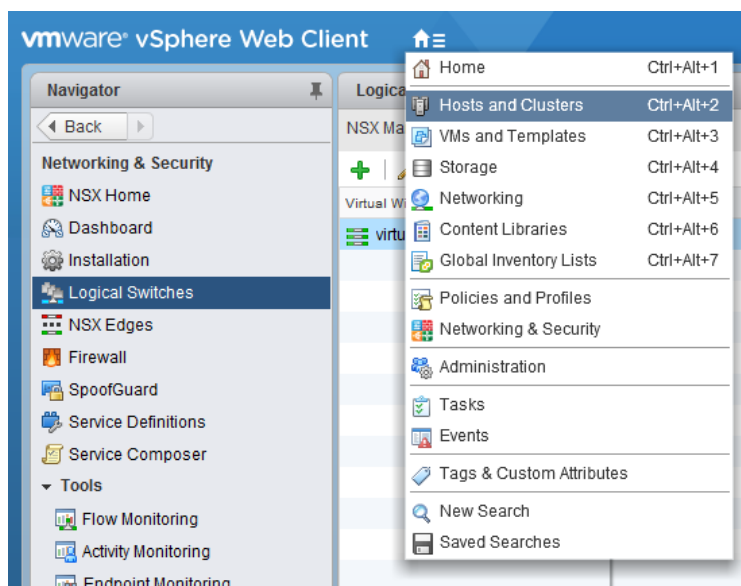 vmware® vSphere Web Client
Navigator
Back
Networking & Security
NSX Home
Dashboard
Installation
Logical Switches
NSX Edges
Firewall
SpoofGuard
Service Definitions
Service Composer
Tools
Flow Monitoring
Activity Monitoring
Endpoint Monitoring
Logica
NSX Ma
Virtual Wi
virtu
Home Ctrl+Alt+1
Hosts and Clusters Ctrl+Alt+2
VMs and Templates Ctrl+Alt+3
Storage Ctrl+Alt+4
Networking Ctrl+Alt+5
Content Libraries Ctrl+Alt+6
Global Inventory Lists Ctrl+Alt+7
Policies and Profiles
Networking & Security
Administration
Tasks
Events
Tags & Custom Attributes
New Search
Saved Searches